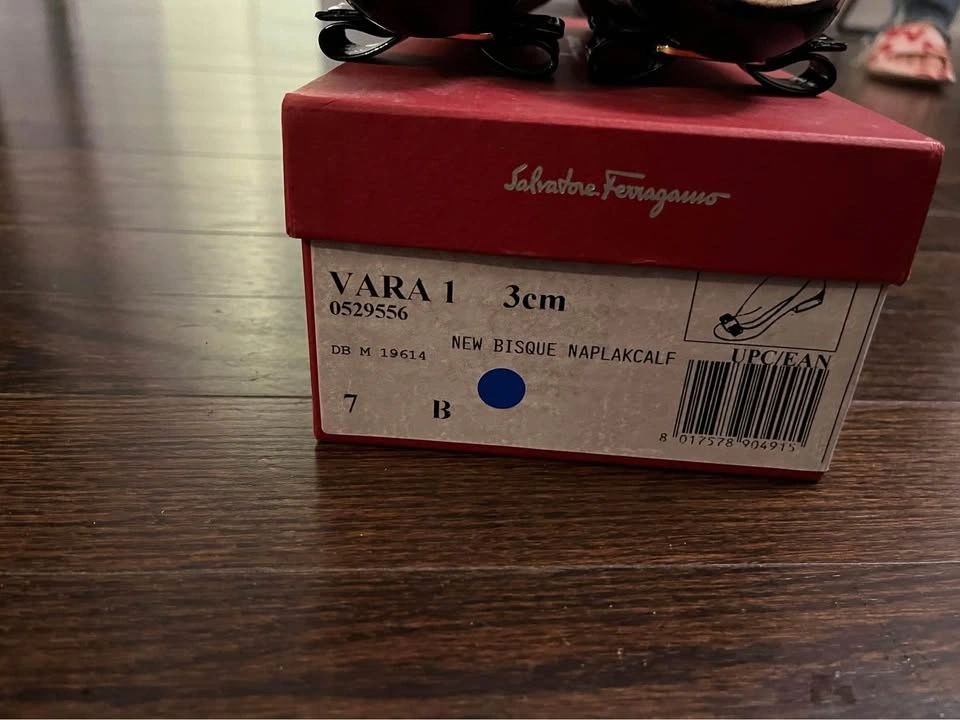 Salvatore Ferragamo
VARA 1 3cm
0529556
DB M 19614 NEW BISQUE NAPLAKCALF
UPC/EAN
7 B
8 017578 904915